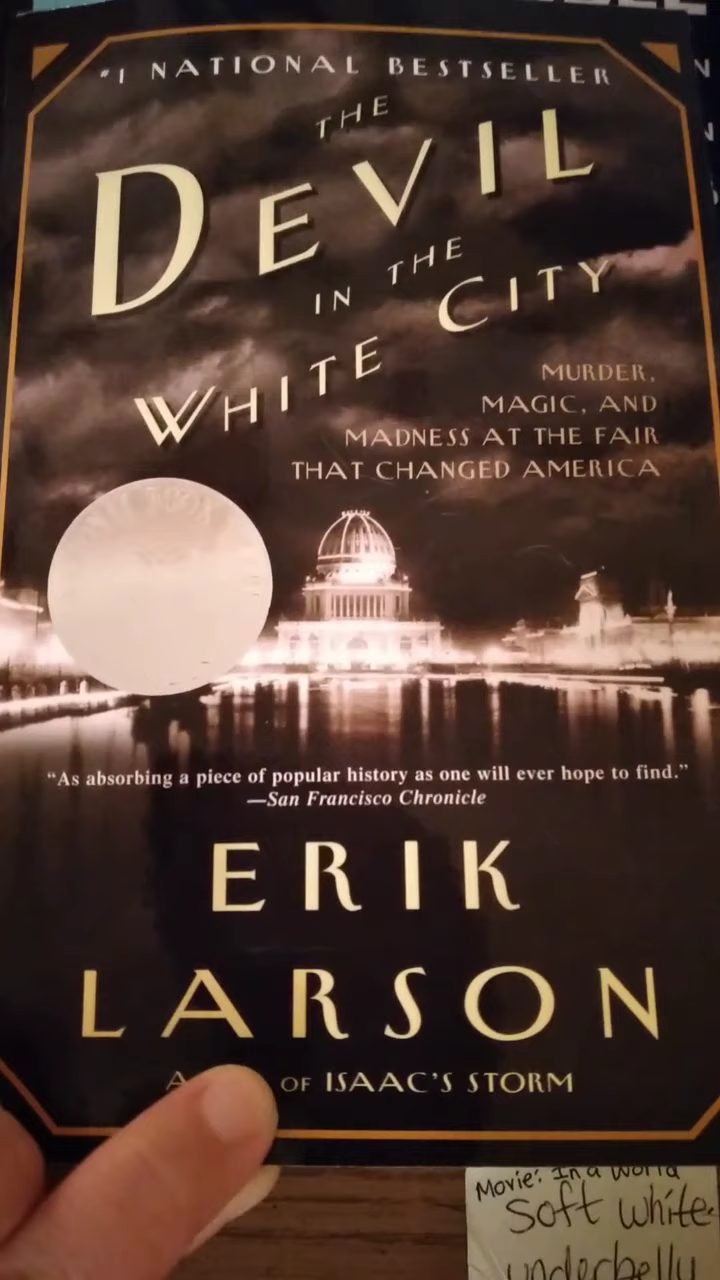 #1 NATIONAL BESTSELLER
THE
DEVIL
IN THE
WHITE CITY
MURDER,
MAGIC, AND
MADNESS AT THE FAIR
THAT CHANGED AMERICA
"As absorbing a piece of popular history as one will ever hope to find."
—San Francisco Chronicle
ERIK
LARSON
OF ISAAC'S STORM
Movie: In a World
Soft white
underbelly